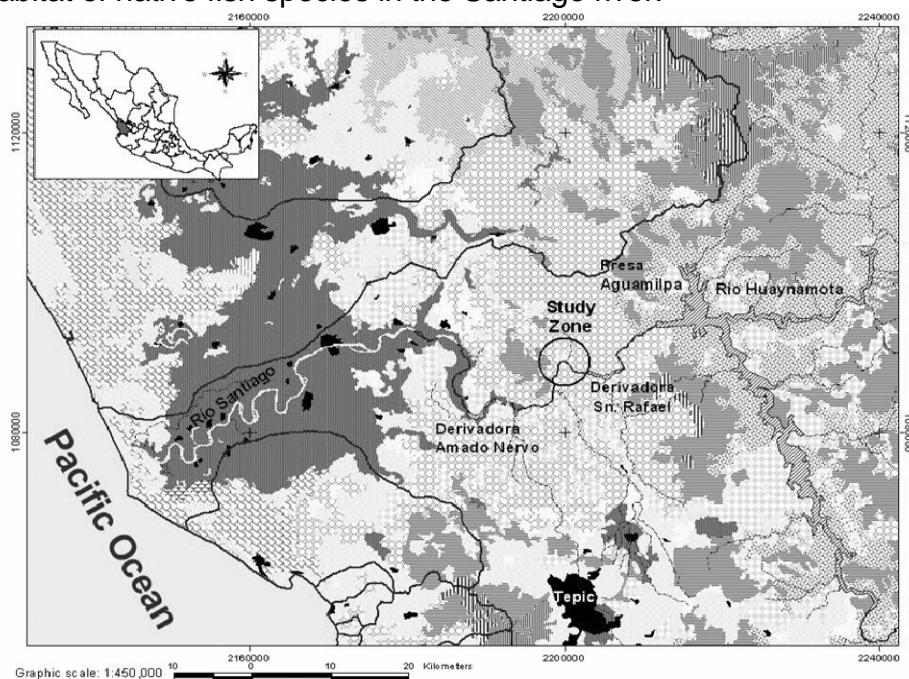 habitat of native fish species in the Santiago river.
2160000 2200000 2240000
1120000
1120000
Presa
Aguamilpa
Río Huaynamota
Study
Zone
Río Santiago
Derivadora
Sn. Rafael
Derivadora
Amado Nervo
1080000
1080000
Pacific Ocean
Tepic
2160000 2200000 2240000
Graphic scale: 1:450,000 10 0 10 20 Kilometers